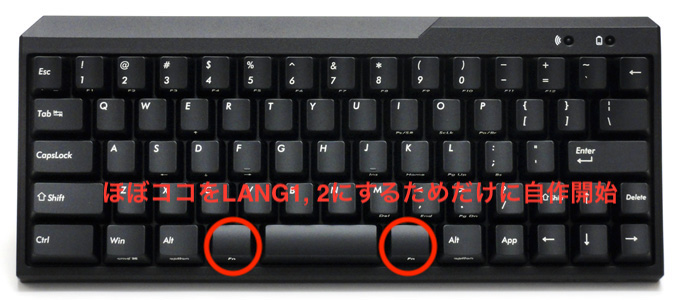 Esc ! 1 @ 2 # 3 $ 4 % 5 ^ 6 & 7 * 8 ( 9 ) 0 _ - + = ~ ` ←
Tab Q W E R T Y U I O P { [ } ] | \
CapsLock A S D F G H J K L : ; " ' Enter
ほぼココをLANG1, 2にするためだけに自作開始
Shift Z X C V B N M < , > . ? / Shift ↑ Delete
Ctrl Win Alt Fn Fn Alt App ← ↓ →